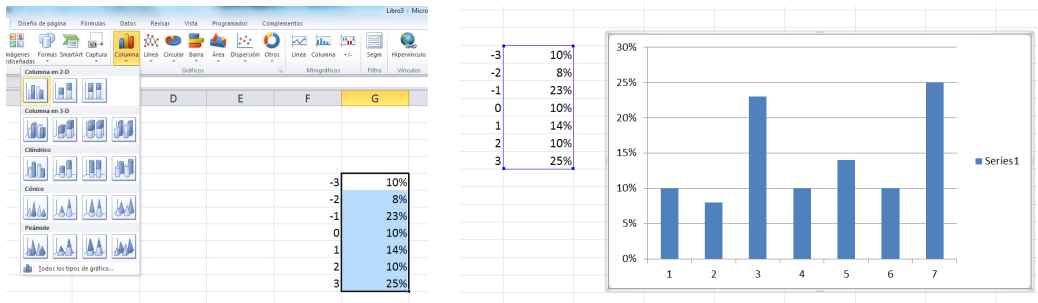 Libro3 - Micro
Diseño de página Fórmulas Datos Revisar Vista Programador Complementos
mágenes Formas SmartArt Captura Columna Línea Circular Barra Área Dispersión Otros Línea Columna +/- Segm Hipervínculo
ediseñadas
Gráficos Minigráficos Filtro Vínculos
Columna en 2-D
Columna en 3-D
Cilíndrico
Cónico
Pirámide
Todos los tipos de gráfico...
D E F G
-3 10%
-2 8%
-1 23%
0 10%
1 14%
2 10%
3 25%
-3 10%
-2 8%
-1 23%
0 10%
1 14%
2 10%
3 25%
30%
25%
20%
15%
10%
5%
0%
1 2 3 4 5 6 7
Series1